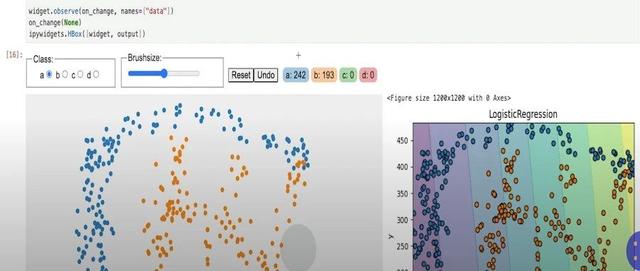 widget.observe(on_change, names=["data"])
on_change(None)
ipywidgets.HBox([widget, output])
[16]:
Class:
a b c d
Brushsize:
Reset Undo a: 242 b: 193 c: 0 d: 0
<Figure size 1200x1200 with 0 Axes>
LogisticRegression
450
400
350
300
250
200
y